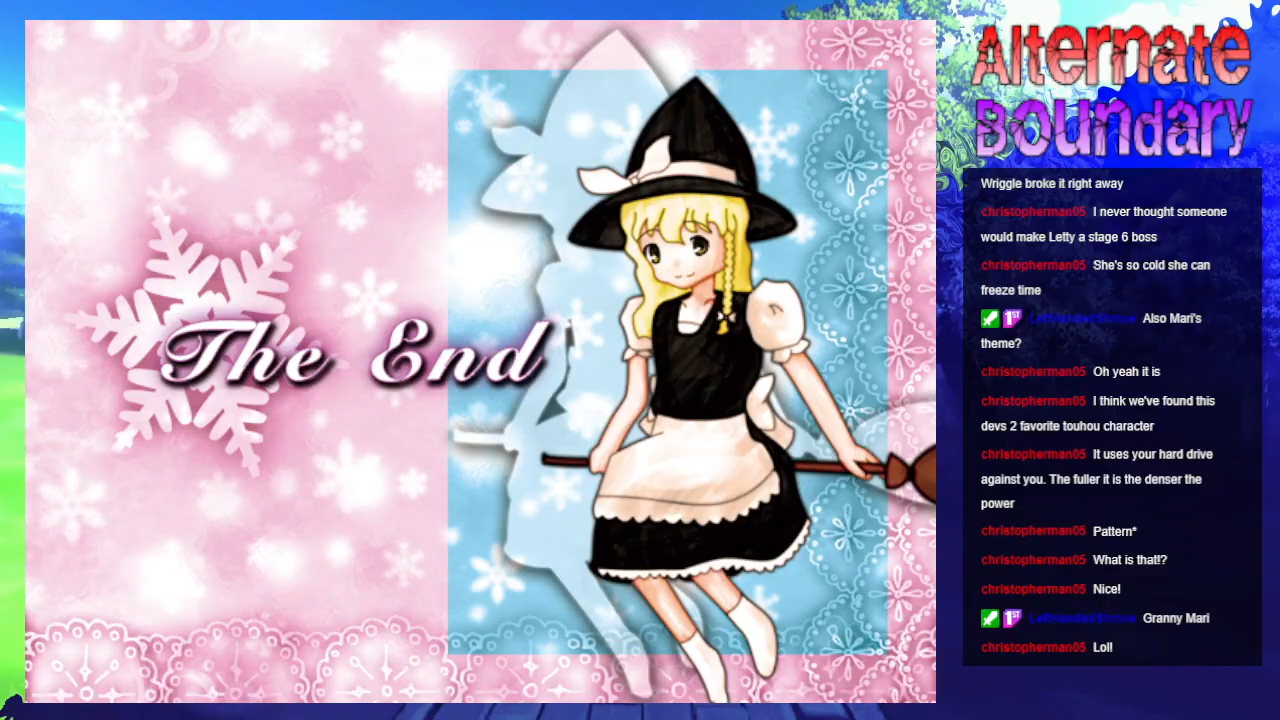 Alternate
Boundary
The End
Wriggle broke it right away
christopherman05 I never thought someone
would make Letty a stage 6 boss
christopherman05 She's so cold she can
freeze time
1ST Also Mari's
theme?
christopherman05 Oh yeah it is
christopherman05 I think we've found this
devs 2 favorite touhou character
christopherman05 It uses your hard drive
against you. The fuller it is the denser the
power
christopherman05 Pattern*
christopherman05 What is that!?
christopherman05 Nice!
1ST Granny Mari
christopherman05 Lol!